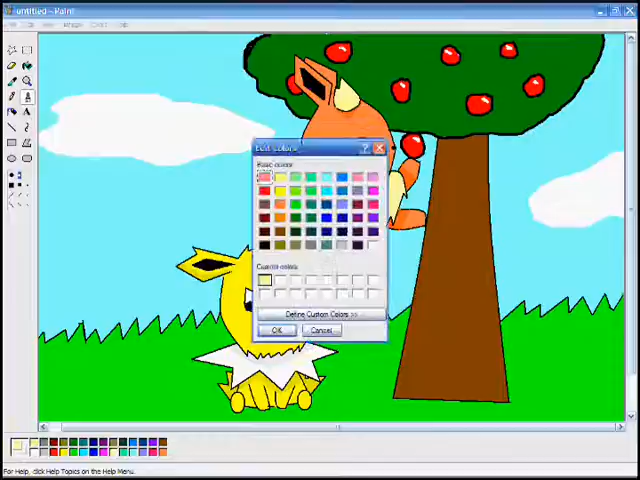 untitled - Paint
Edit Colors
Basic colors:
Custom colors:
Define Custom Colors >>
OK
Cancel
For Help, click Help Topics on the Help Menu.